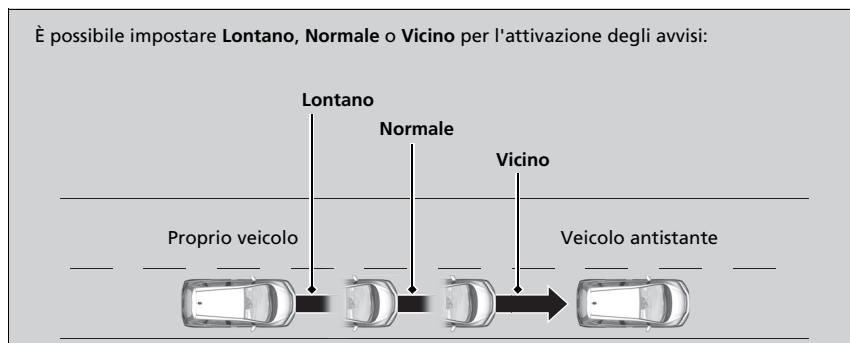 È possibile impostare Lontano, Normale o Vicino per l'attivazione degli avvisi:
Lontano
Normale
Vicino
Proprio veicolo
Veicolo antistante